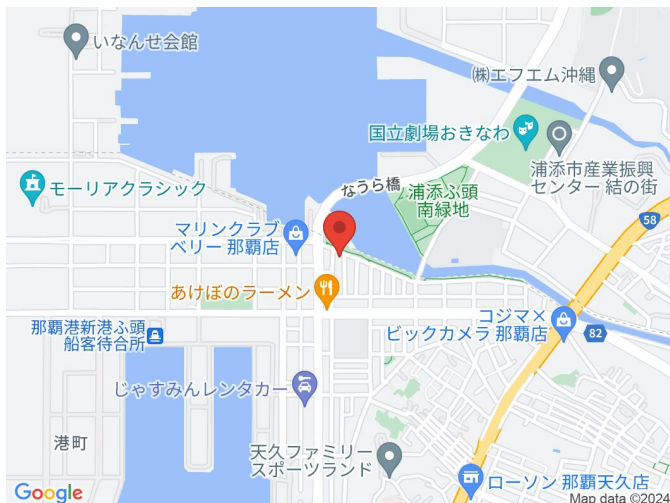 いなんせ会館
(株)エフエム沖縄
国立劇場おきなわ
浦添市産業振興
センター 結の街
モーリアクラシック
なうら橋
浦添ふ頭
南緑地
58
マリンクラブ
ベリー 那覇店
あけぼのラーメン
コジマ×
ビックカメラ 那覇店
82
那覇港新港ふ頭
船客待合所
じゃすみんレンタカー
港町
天久ファミリー
スポーツランド
ローソン 那覇天久店
Google
Map data ©2024